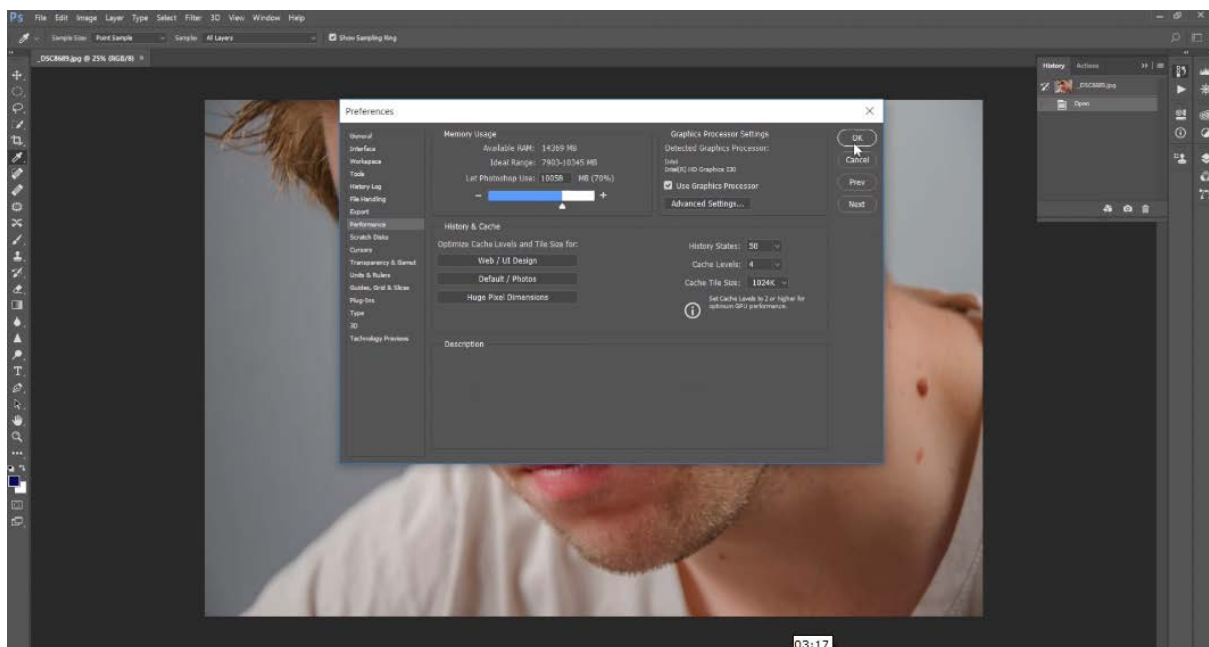 Ps File Edit Image Layer Type Select Filter 3D View Window Help
Sample Size: Point Sample Sample: All Layers Show Sampling Ring
_DSC8689.jpg @ 25% (RGB/8) ×
History Actions
_DSC8689.jpg
Open
Preferences
General
Interface
Workspace
Tools
History Log
File Handling
Export
Performance
Scratch Disks
Cursors
Transparency & Gamut
Units & Rulers
Guides, Grid & Slices
Plug-Ins
Type
3D
Technology Previews
Memory Usage
Available RAM: 14369 MB
Ideal Range: 7903-10345 MB
Let Photoshop Use: 10058 MB (70%)
Graphics Processor Settings
Detected Graphics Processor:
Intel
Intel(R) HD Graphics 530
Use Graphics Processor
Advanced Settings...
OK
Cancel
Prev
Next
History & Cache
Optimize Cache Levels and Tile Size for:
Web / UI Design
Default / Photos
Huge Pixel Dimensions
History States: 50
Cache Levels: 4
Cache Tile Size: 1024K
Set Cache Levels to 2 or higher for
optimum GPU performance.
Description
03:17